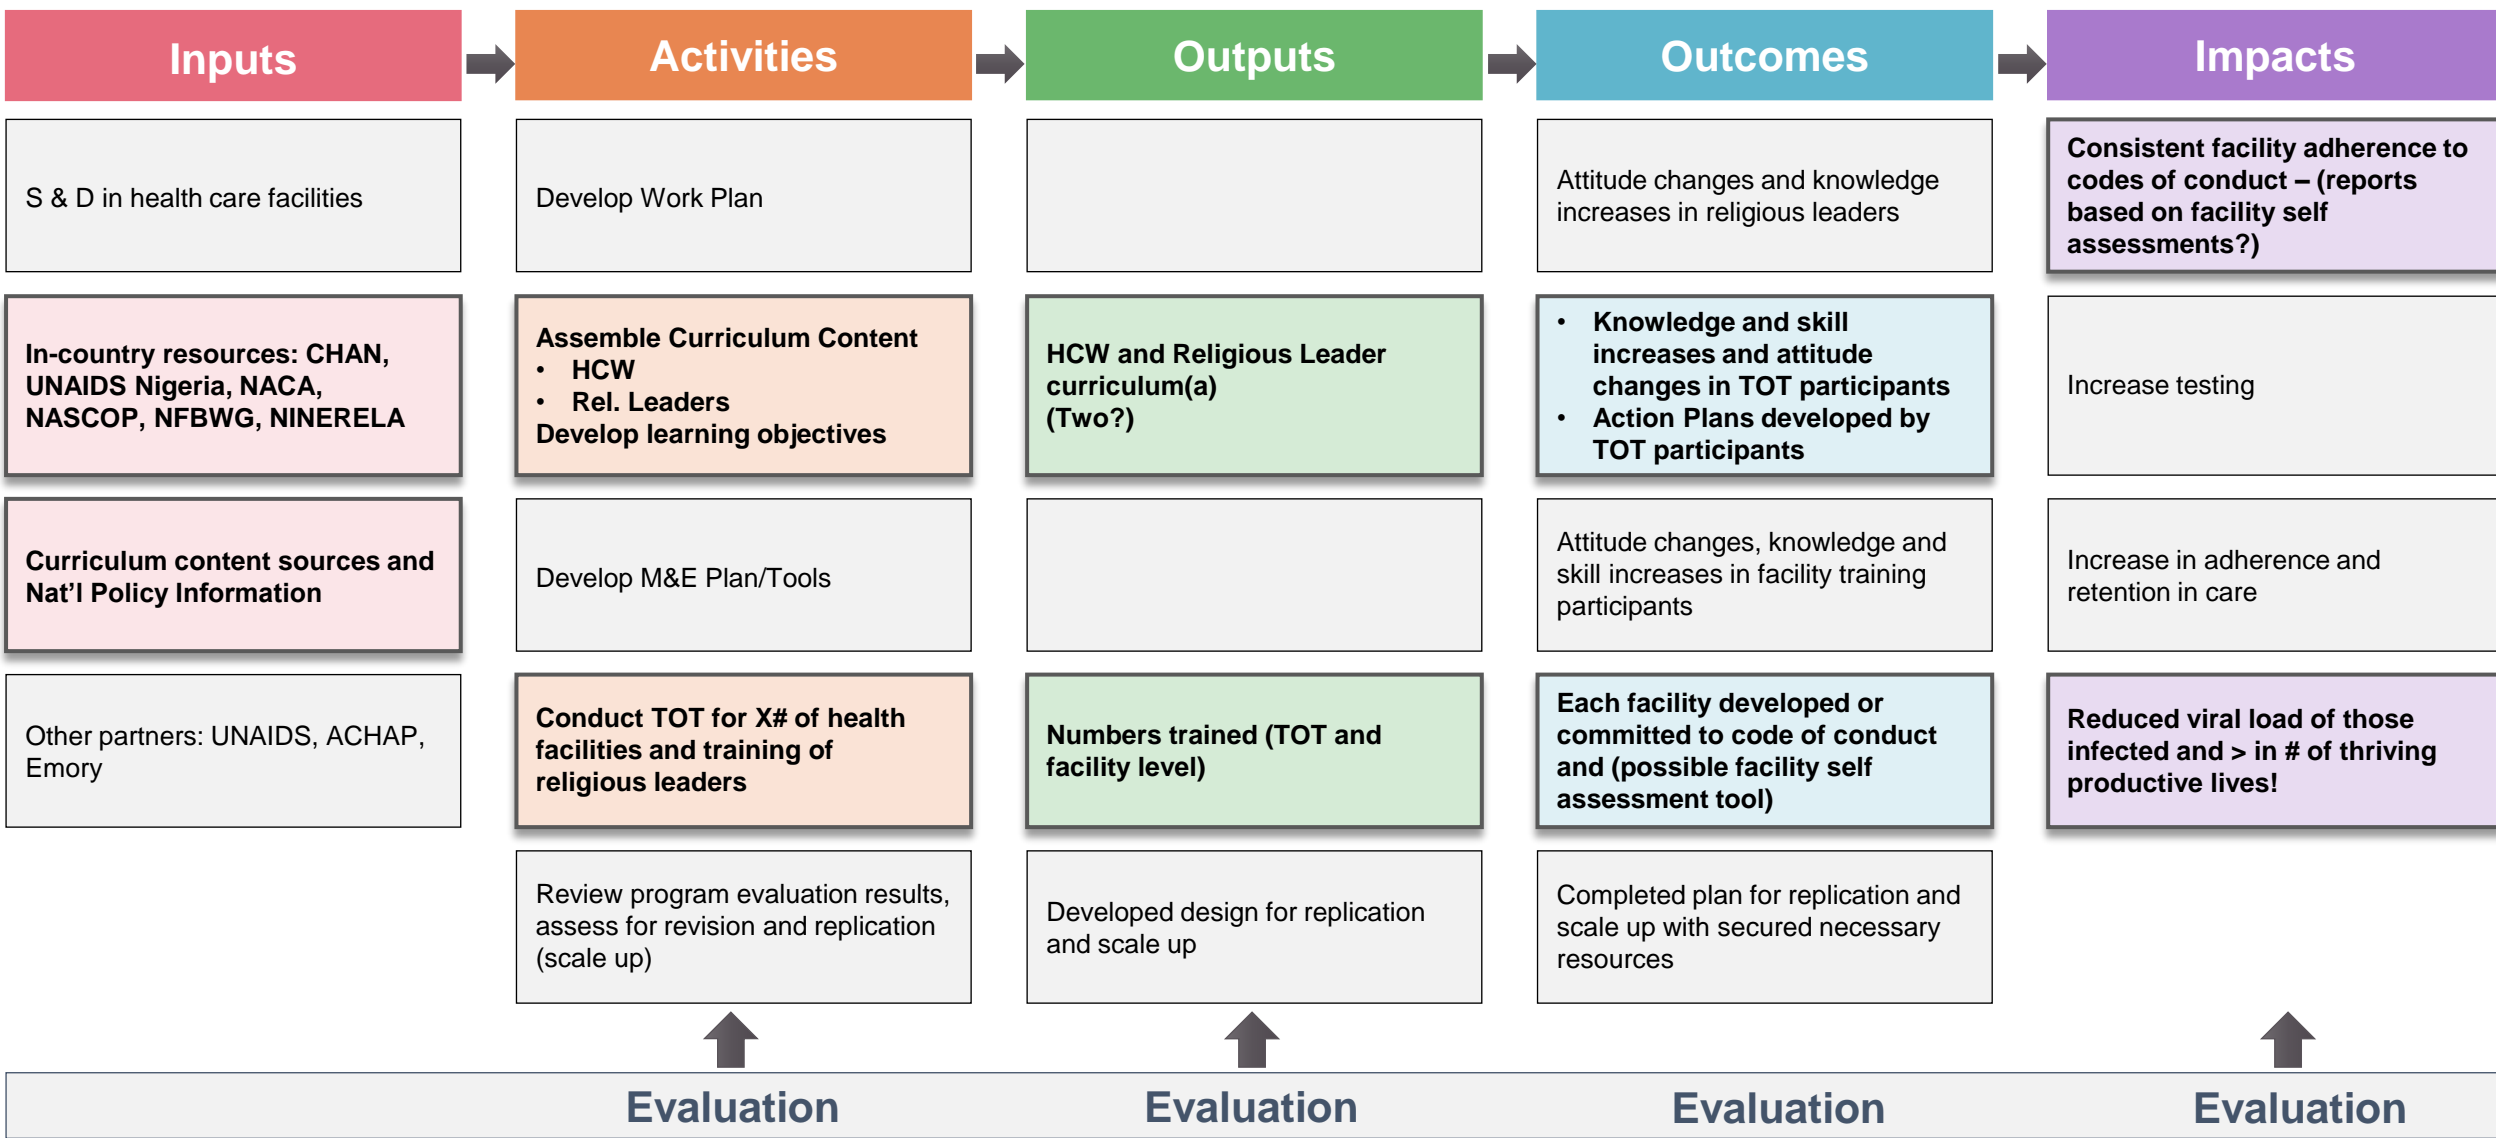 Inputs
Activities
Outputs
Outcomes
Impacts
S & D in health care facilities
Develop Work Plan
Attitude changes and knowledge
increases in religious leaders
Consistent facility adherence to
codes of conduct – (reports
based on facility self
assessments?)
In-country resources: CHAN,
UNAIDS Nigeria, NACA,
NASCOP, NFBWG, NINERELA
Assemble Curriculum Content
• HCW
• Rel. Leaders
Develop learning objectives
HCW and Religious Leader
curriculum(a)
(Two?)
• Knowledge and skill
increases and attitude
changes in TOT participants
• Action Plans developed by
TOT participants
Increase testing
Curriculum content sources and
Nat’l Policy Information
Develop M&E Plan/Tools
Attitude changes, knowledge and
skill increases in facility training
participants
Increase in adherence and
retention in care
Other partners: UNAIDS, ACHAP,
Emory
Conduct TOT for X# of health
facilities and training of
religious leaders
Numbers trained (TOT and
facility level)
Each facility developed or
committed to code of conduct
and (possible facility self
assessment tool)
Reduced viral load of those
infected and > in # of thriving
productive lives!
Review program evaluation results,
assess for revision and replication
(scale up)
Developed design for replication
and scale up
Completed plan for replication and
scale up with secured necessary
resources
Evaluation
Evaluation
Evaluation
Evaluation